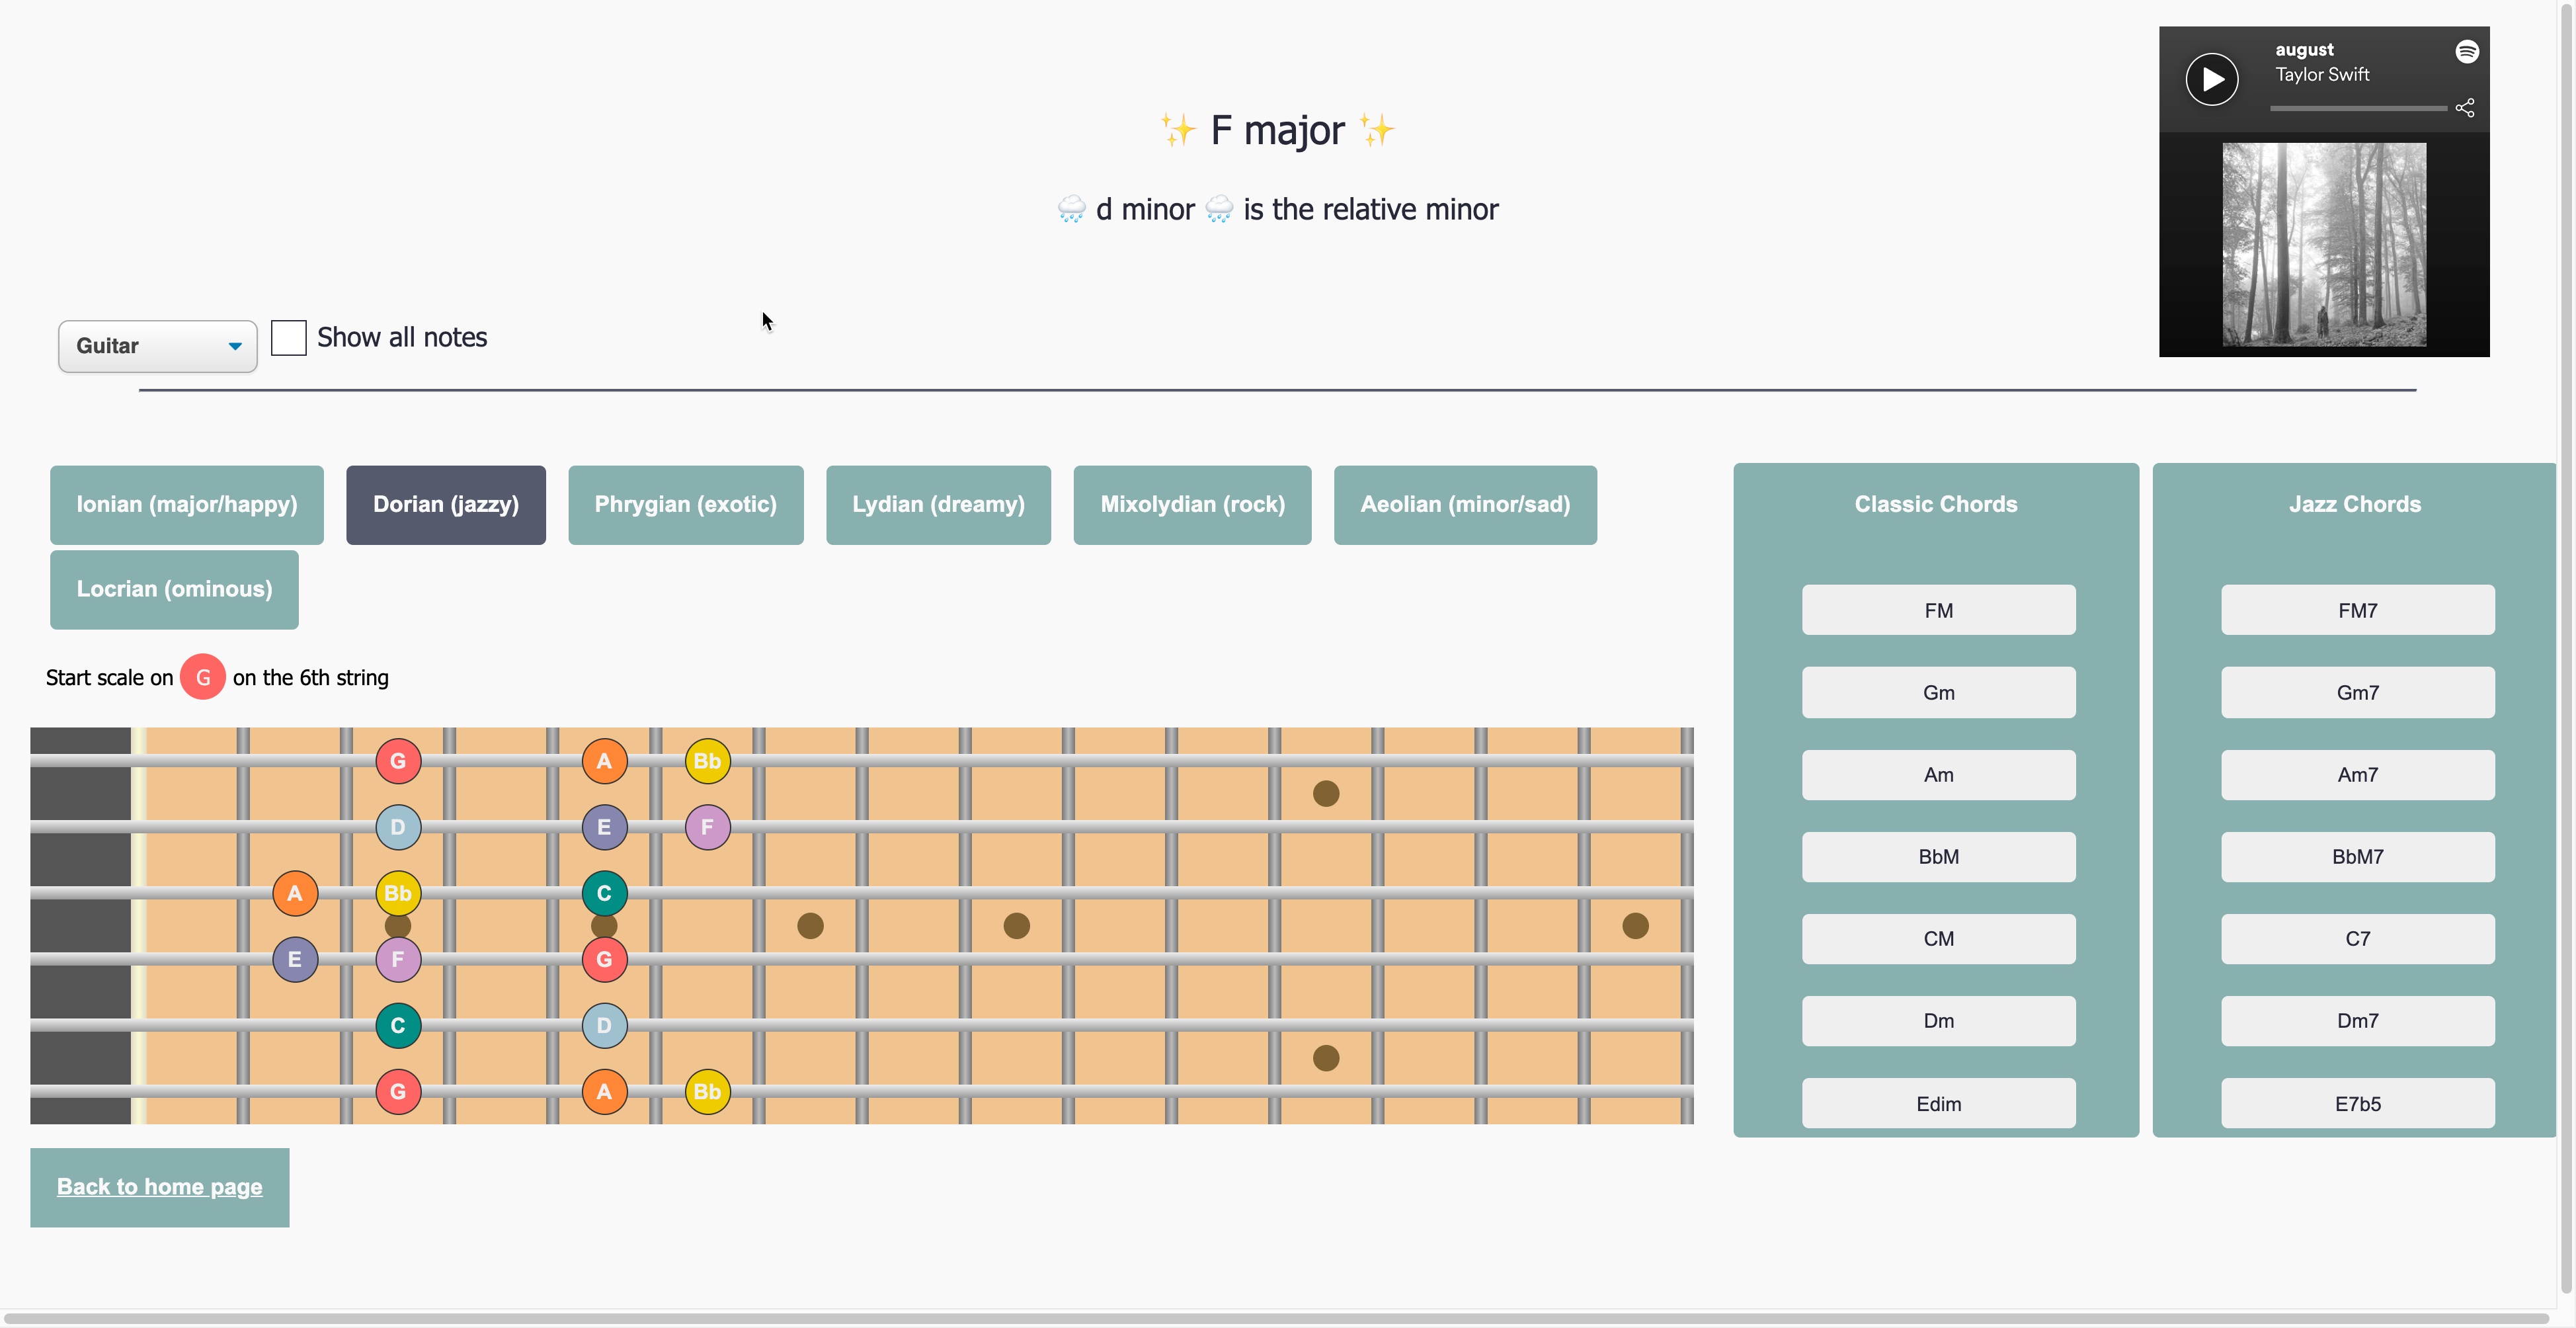 august
Taylor Swift
✨ F major ✨
🌧 d minor 🌧 is the relative minor
Guitar
Show all notes
Ionian (major/happy)
Dorian (jazzy)
Phrygian (exotic)
Lydian (dreamy)
Mixolydian (rock)
Aeolian (minor/sad)
Locrian (ominous)
Start scale on G on the 6th string
G A Bb
D E F
A Bb C
E F G
C D
G A Bb
Back to home page
Classic Chords
FM
Gm
Am
BbM
CM
Dm
Edim
Jazz Chords
FM7
Gm7
Am7
BbM7
C7
Dm7
E7b5